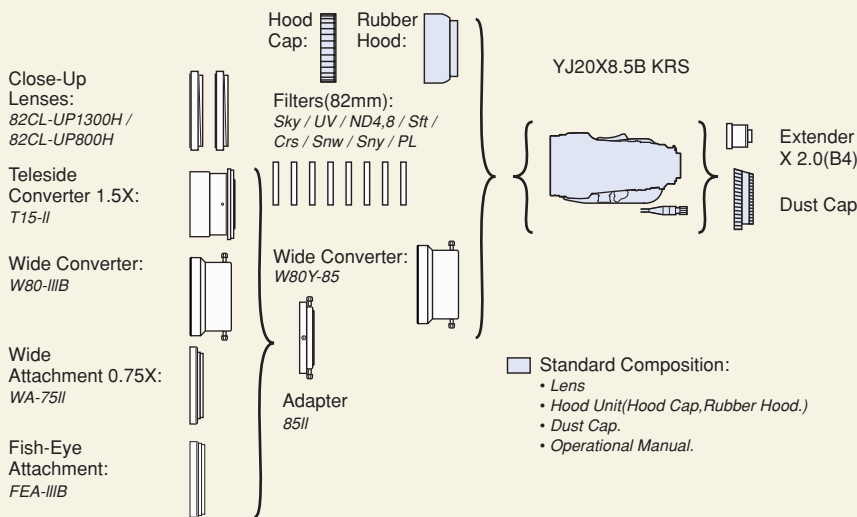 Hood
Cap:
Rubber
Hood:
YJ20X8.5B KRS
Close-Up
Lenses:
82CL-UP1300H /
82CL-UP800H
Filters(82mm):
Sky / UV / ND4,8 / Sft /
Crs / Snw / Sny / PL
Extender
X 2.0(B4)
Teleside
Converter 1.5X:
T15-II
Dust Cap
Wide Converter:
W80-IIIB
Wide Converter:
W80Y-85
Wide
Attachment 0.75X:
WA-75II
Adapter
85II
Fish-Eye
Attachment:
FEA-IIIB
Standard Composition:
• Lens
• Hood Unit(Hood Cap,Rubber Hood.)
• Dust Cap.
• Operational Manual.